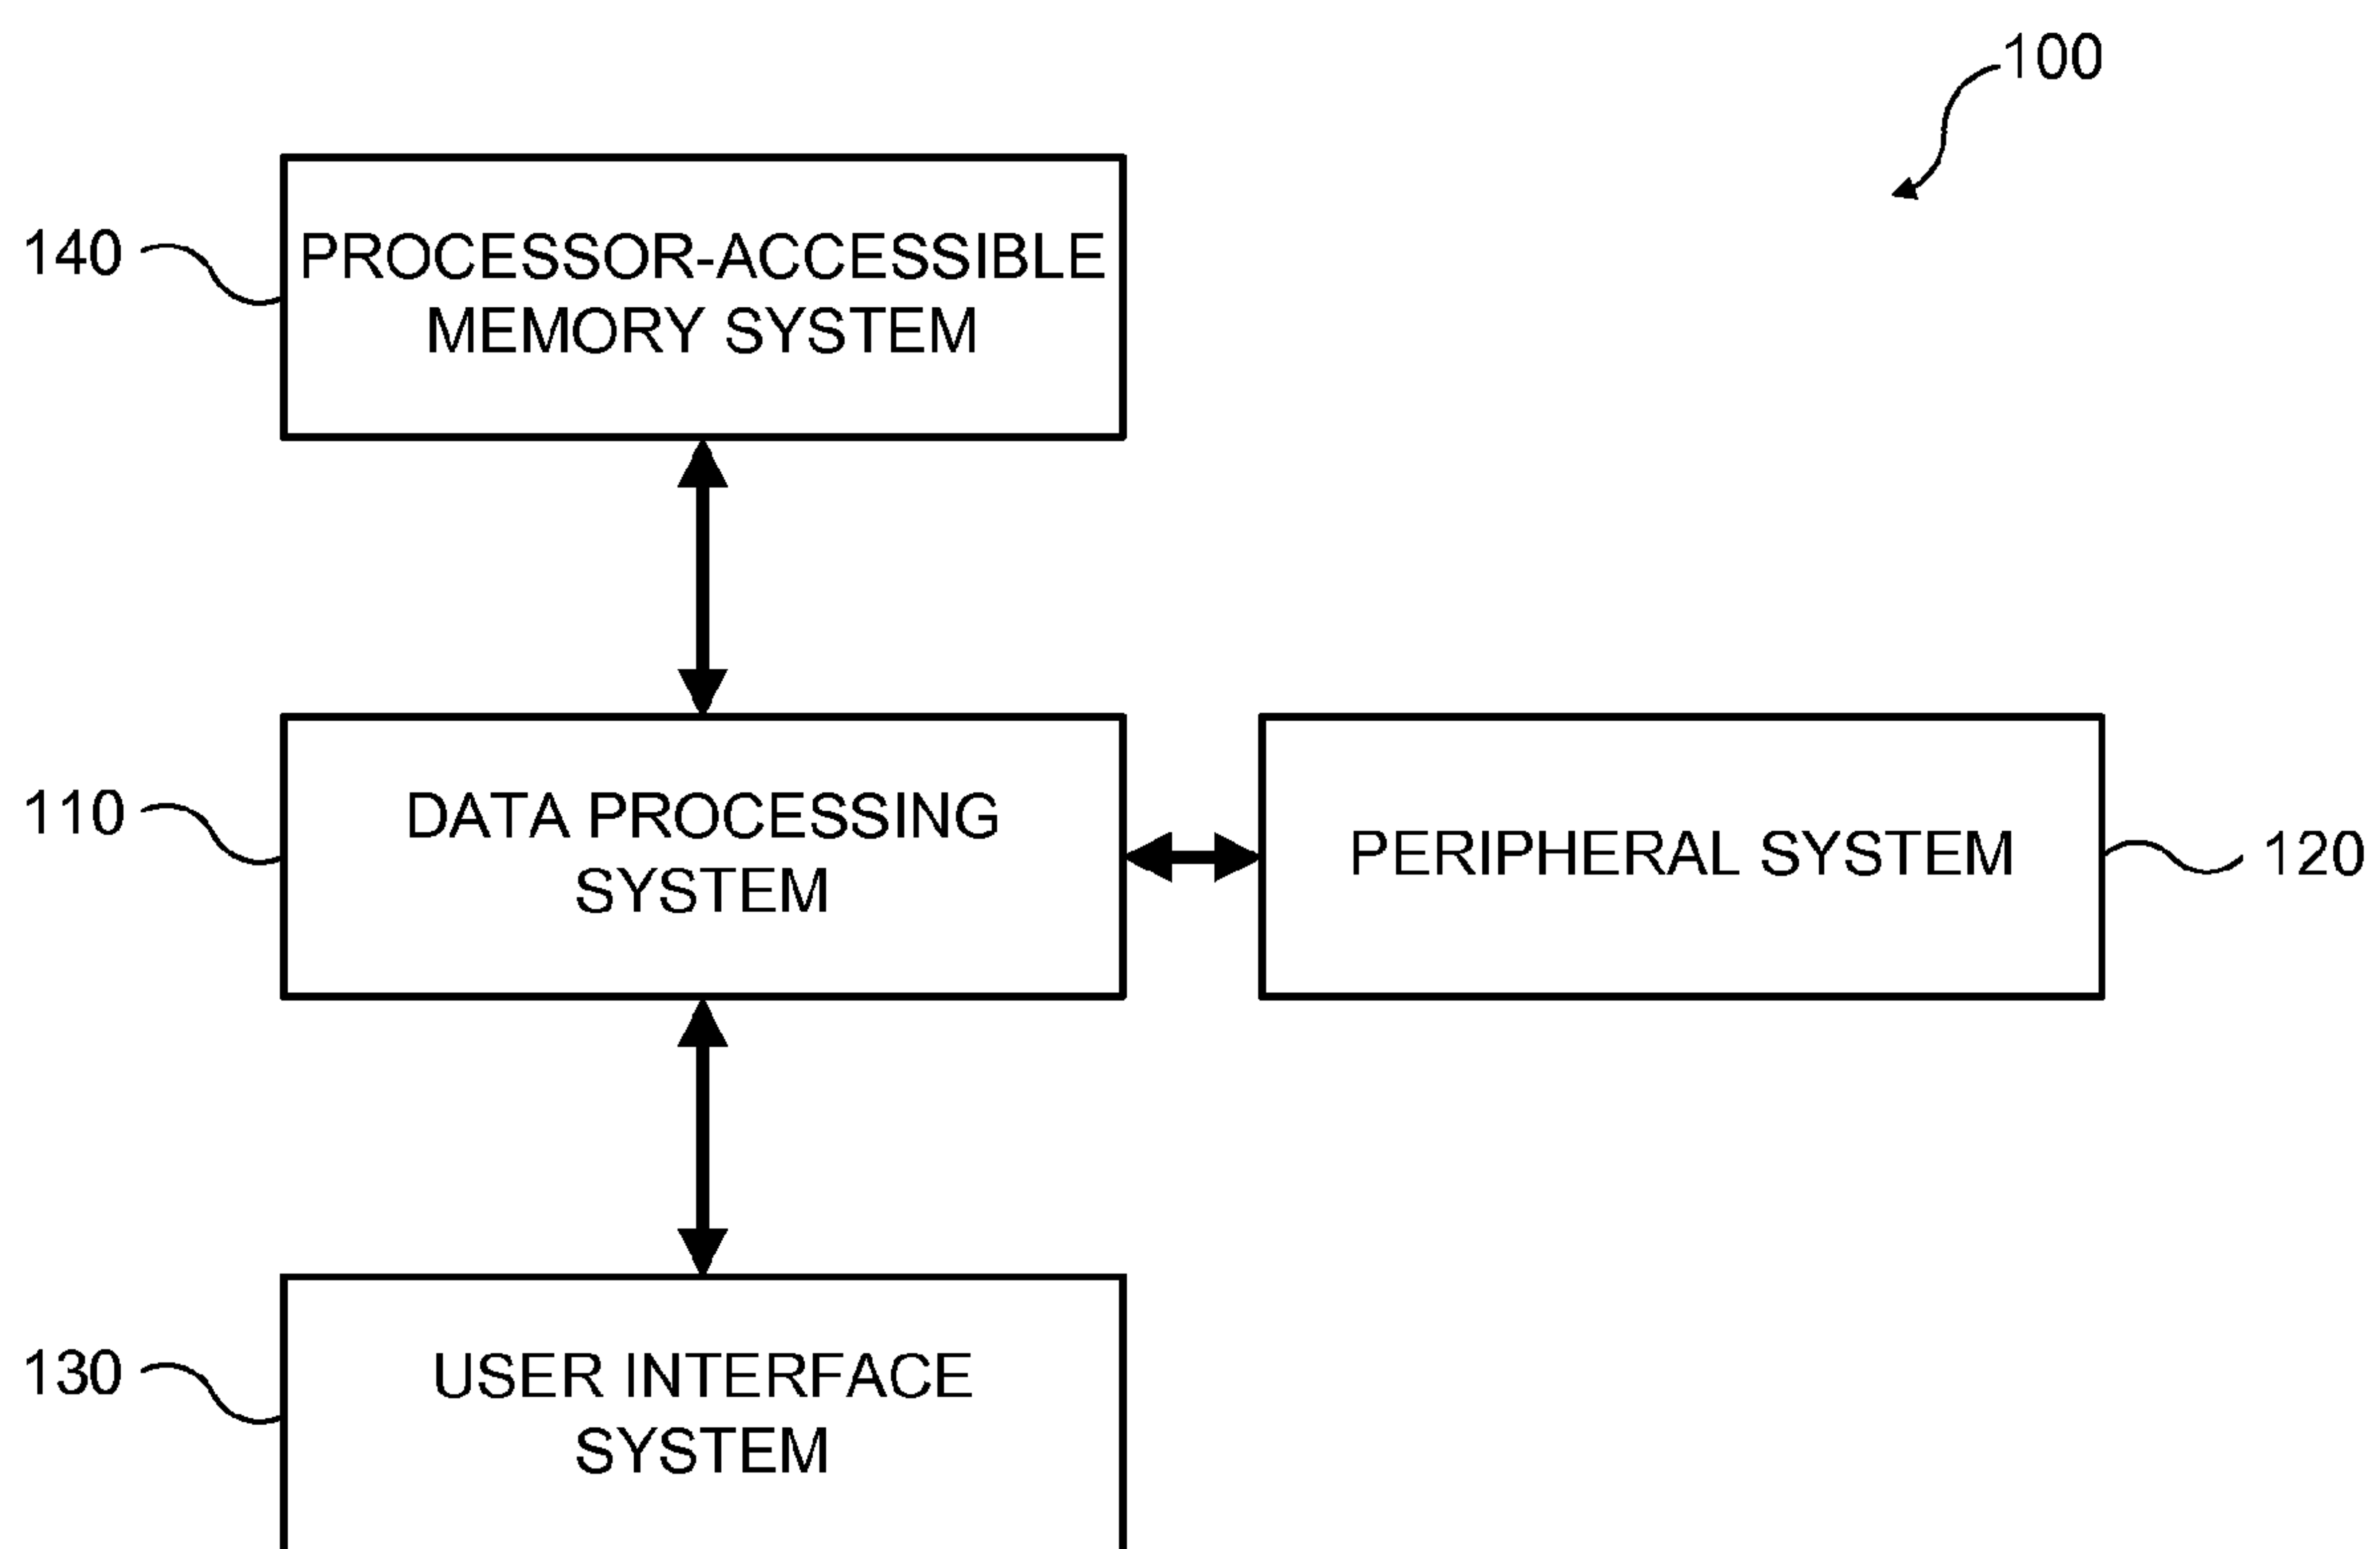 100
140
PROCESSOR-ACCESSIBLE
MEMORY SYSTEM
110
DATA PROCESSING
SYSTEM
PERIPHERAL SYSTEM
120
130
USER INTERFACE
SYSTEM